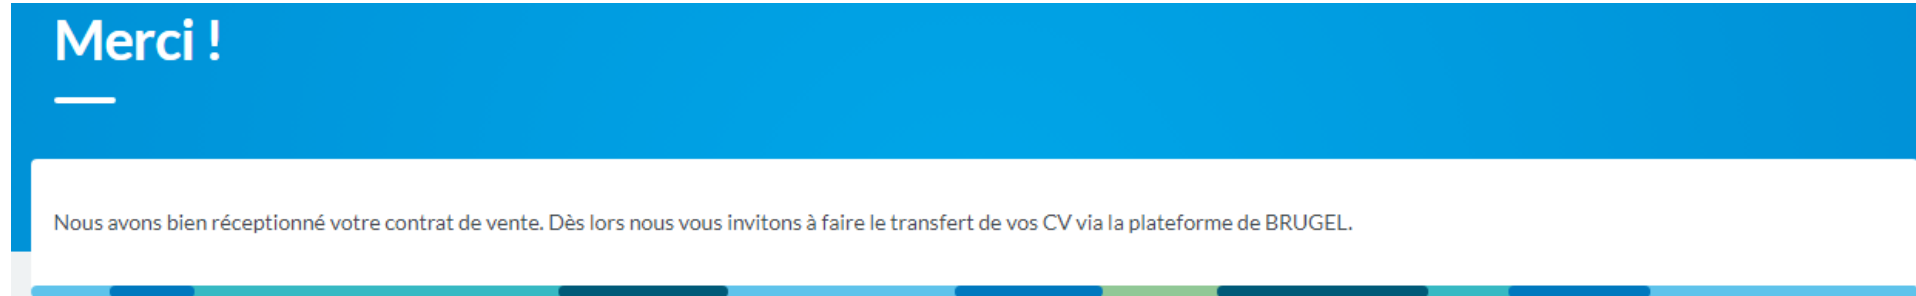 Merci !
Nous avons bien réceptionné votre contrat de vente. Dès lors nous vous invitons à faire le transfert de vos CV via la plateforme de BRUGEL.